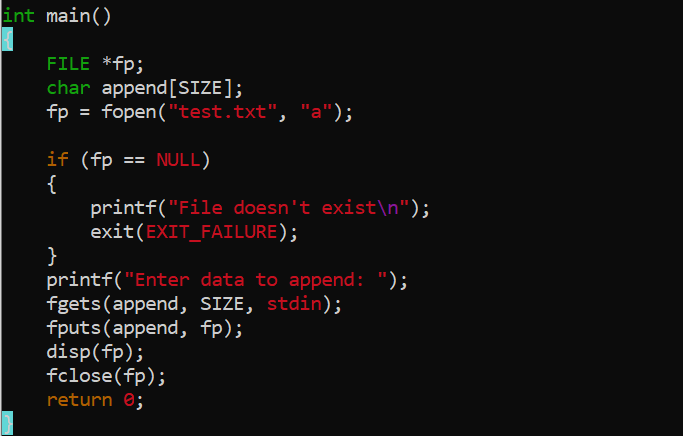 int main()
{
    FILE *fp;
    char append[SIZE];
    fp = fopen("test.txt", "a");

    if (fp == NULL)
    {
        printf("File doesn't exist\n");
        exit(EXIT_FAILURE);
    }
    printf("Enter data to append: ");
    fgets(append, SIZE, stdin);
    fputs(append, fp);
    disp(fp);
    fclose(fp);
    return 0;
}